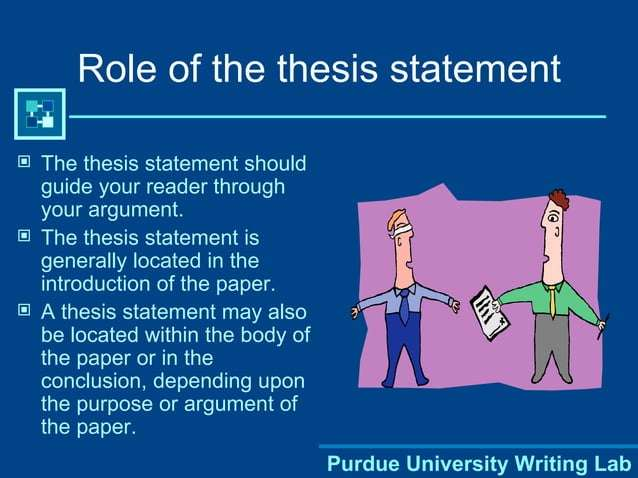 Role of the thesis statement
The thesis statement should
guide your reader through
your argument.
The thesis statement is
generally located in the
introduction of the paper.
A thesis statement may also
be located within the body of
the paper or in the
conclusion, depending upon
the purpose or argument of
the paper.
Purdue University Writing Lab